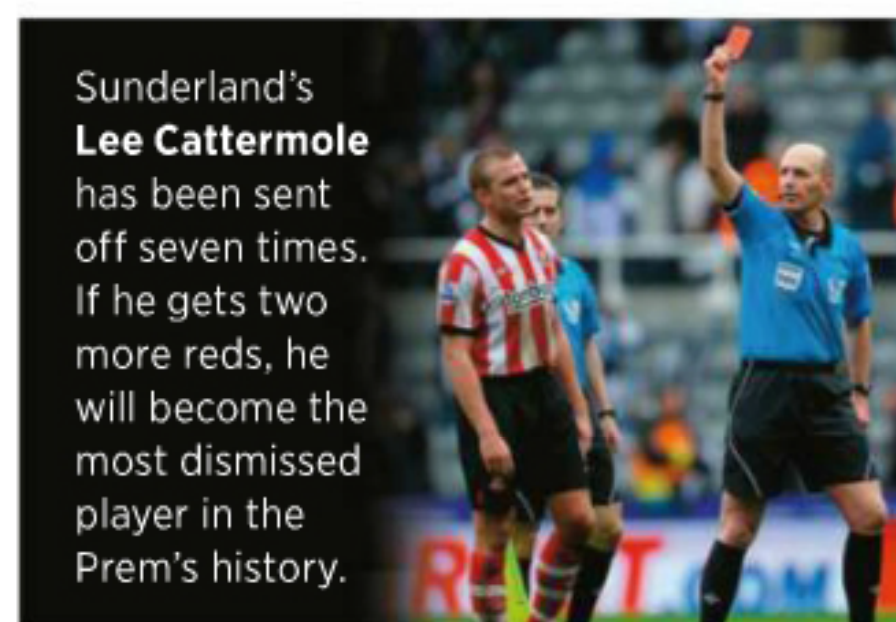 Sunderland's
Lee Cattermole
has been sent
off seven times.
If he gets two
more reds, he
will become the
most dismissed
player in the
Prem's history.